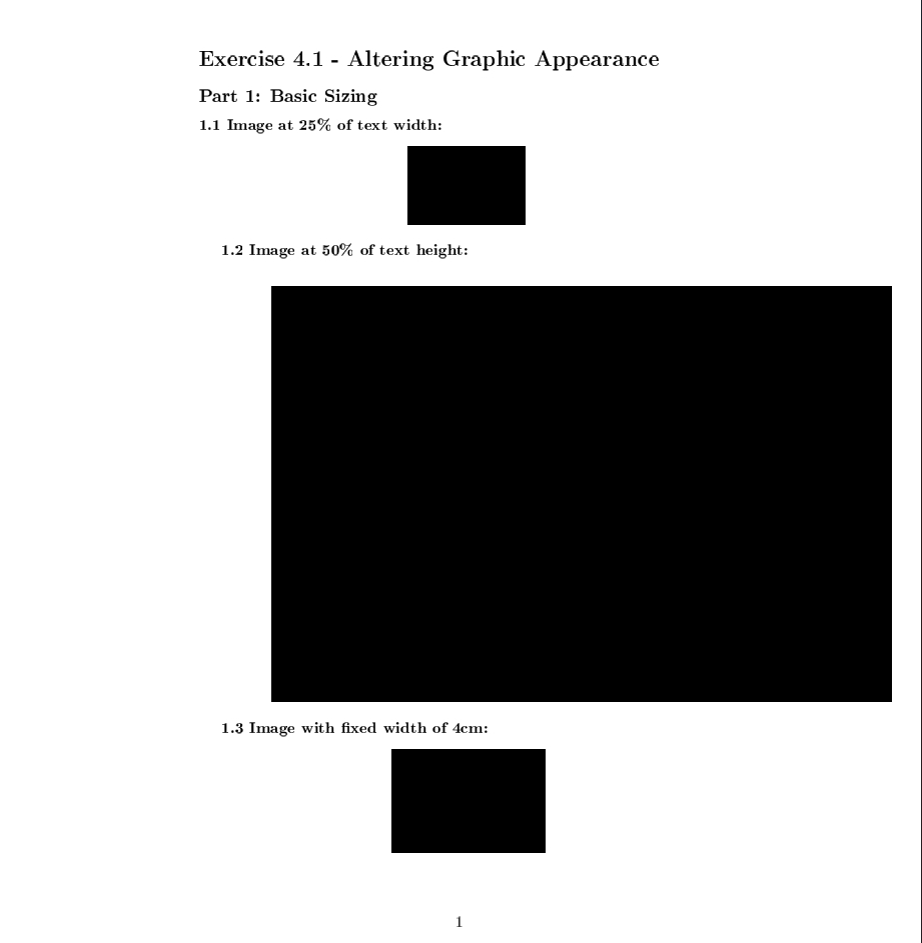 Exercise 4.1 - Altering Graphic Appearance
Part 1: Basic Sizing
1.1 Image at 25% of text width:
1.2 Image at 50% of text height:
1.3 Image with fixed width of 4cm:
1